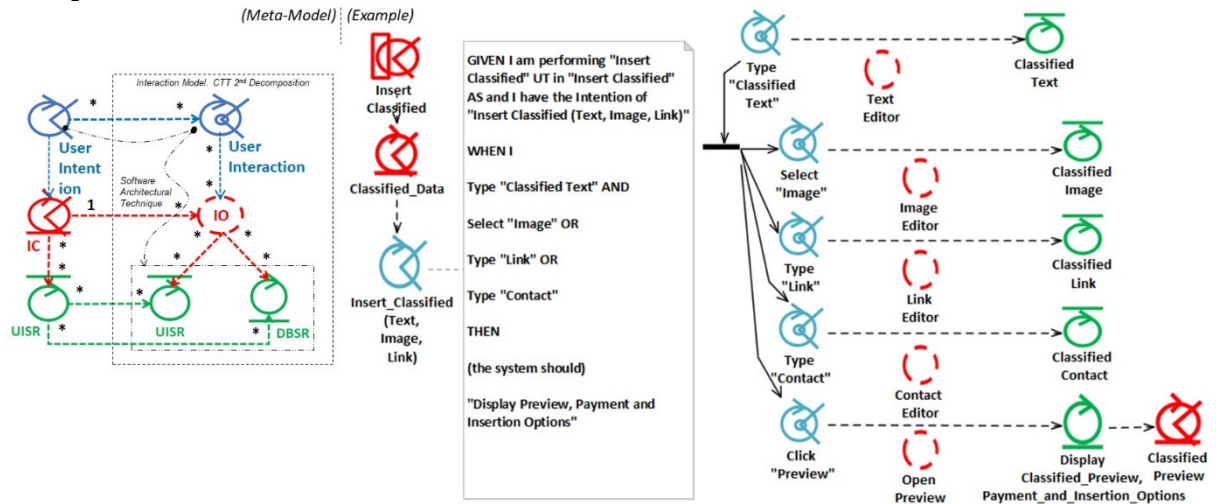 (Meta-Model)
(Example)
Interaction Model. CTT 2nd Decomposition
*
*
User
Intent
ion
*
User
Interaction
*
Software
Architectural
Technique
1
*
IO
IC
*
*
*
*
*
*
UISR
*
*
*
UISR
DBSR
*
Insert
Classified
Classified_Data
Insert_Classified
(Text,
Image,
Link)
GIVEN I am performing "Insert
Classified" UT in "Insert Classified"
AS and I have the Intention of
"Insert Classified (Text, Image, Link)"
WHEN I
Type "Classified Text" AND
Select "Image" OR
Type "Link" OR
Type "Contact"
THEN
(the system should)
"Display Preview, Payment and
Insertion Options"
Type
"Classified
Text"
Text
Editor
Classified
Text
Select
"Image"
Image
Editor
Classified
Image
Type
"Link"
Link
Editor
Classified
Link
Type
"Contact"
Contact
Editor
Classified
Contact
Click
"Preview"
Open
Preview
Display
Classified_Preview,
Payment_and_Insertion_Options
Classified
Preview